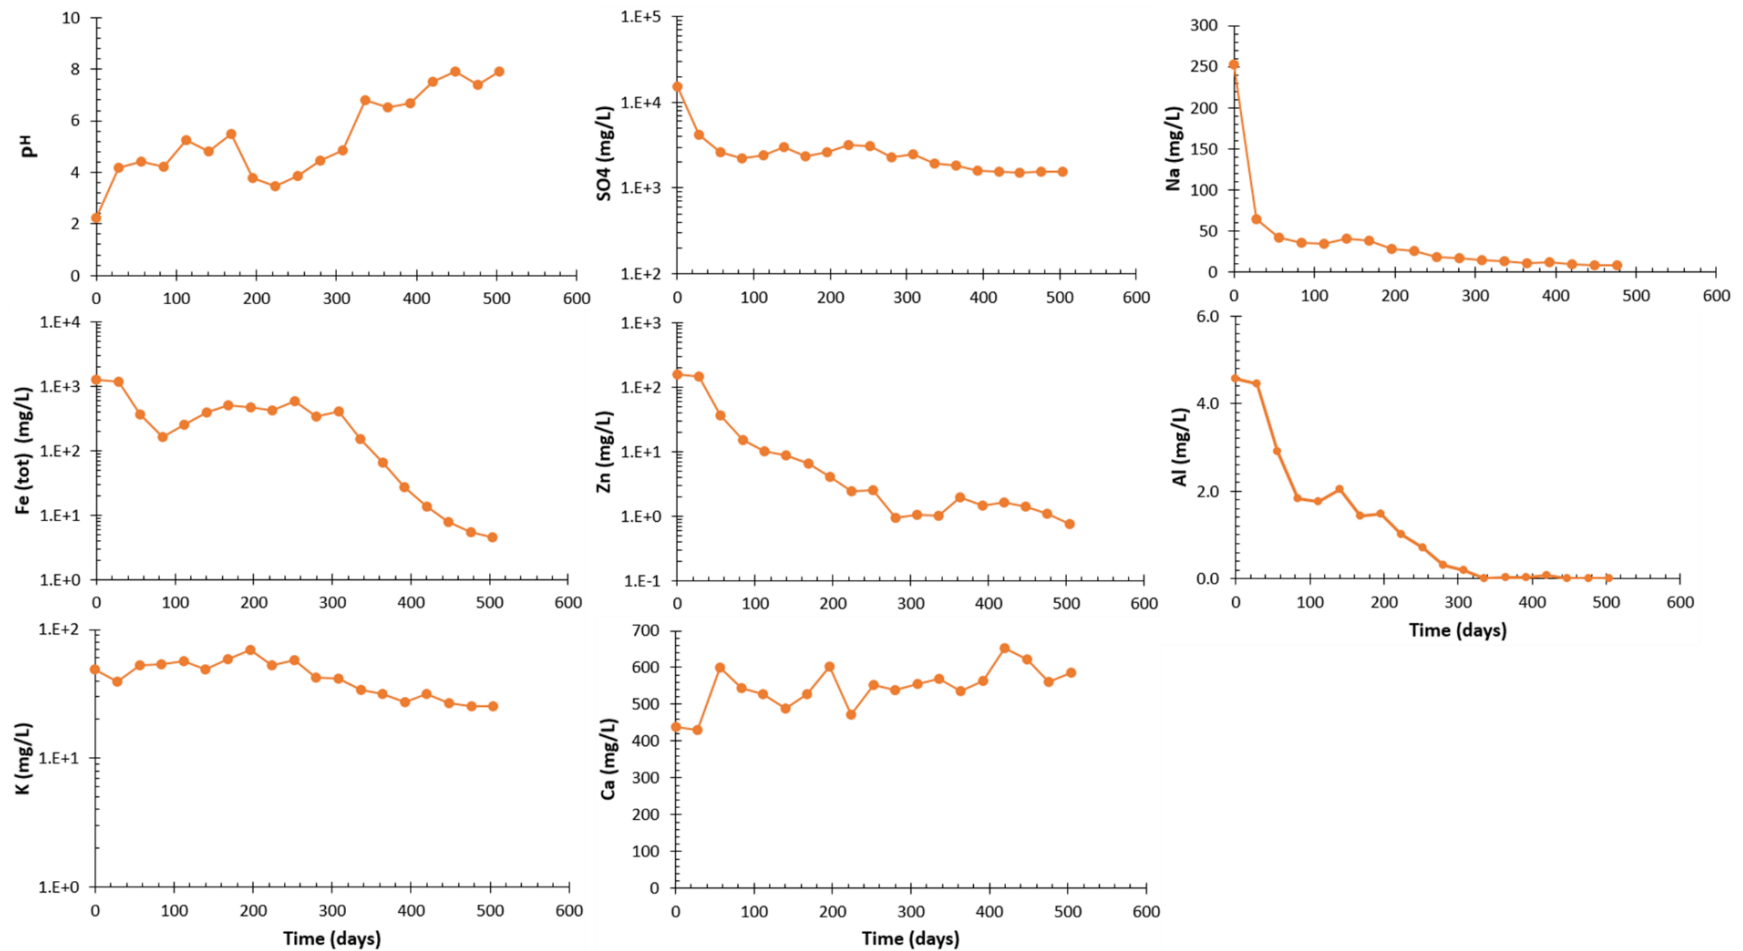 pH
10
8
6
4
2
0
0 100 200 300 400 500 600
SO4 (mg/L)
1.E+5
1.E+4
1.E+3
1.E+2
0 100 200 300 400 500 600
Na (mg/L)
300
250
200
150
100
50
0
0 100 200 300 400 500 600
Fe (tot) (mg/L)
1.E+4
1.E+3
1.E+2
1.E+1
1.E+0
0 100 200 300 400 500 600
Zn (mg/L)
1.E+3
1.E+2
1.E+1
1.E+0
1.E-1
0 100 200 300 400 500 600
Al (mg/L)
6.0
4.0
2.0
0.0
0 100 200 300 400 500 600
Time (days)
K (mg/L)
1.E+2
1.E+1
1.E+0
0 100 200 300 400 500 600
Time (days)
Ca (mg/L)
700
600
500
400
300
200
100
0
0 100 200 300 400 500 600
Time (days)